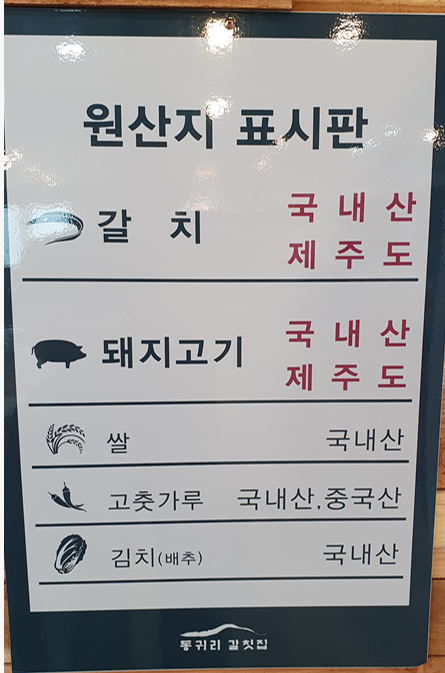 원산지 표시판
갈 치 국 내 산
제 주 도
돼지고기 국 내 산
제 주 도
쌀 국내산
고춧가루 국내산,중국산
김치(배추) 국내산
동귀리 갈칫집